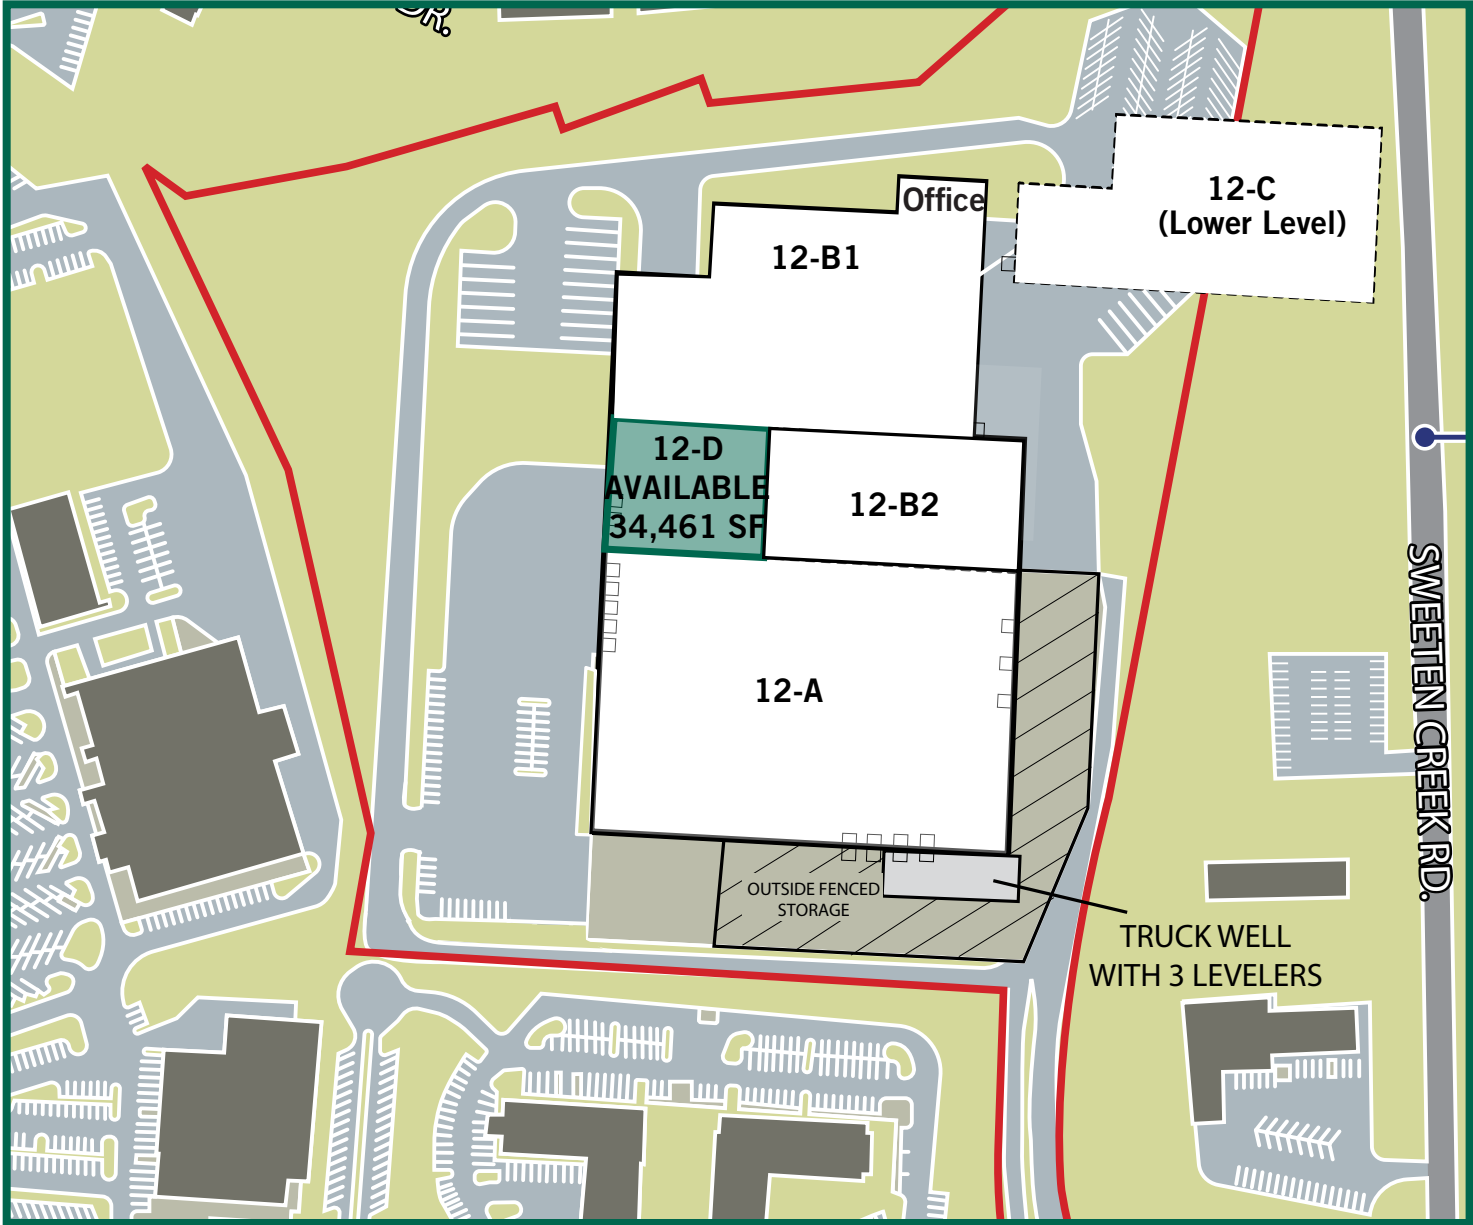 DR.
12-C
(Lower Level)
Office
12-B1
12-D
AVAILABLE
34,461 SF
12-B2
SWEETEN CREEK RD.
12-A
OUTSIDE FENCED
STORAGE
TRUCK WELL
WITH 3 LEVELERS